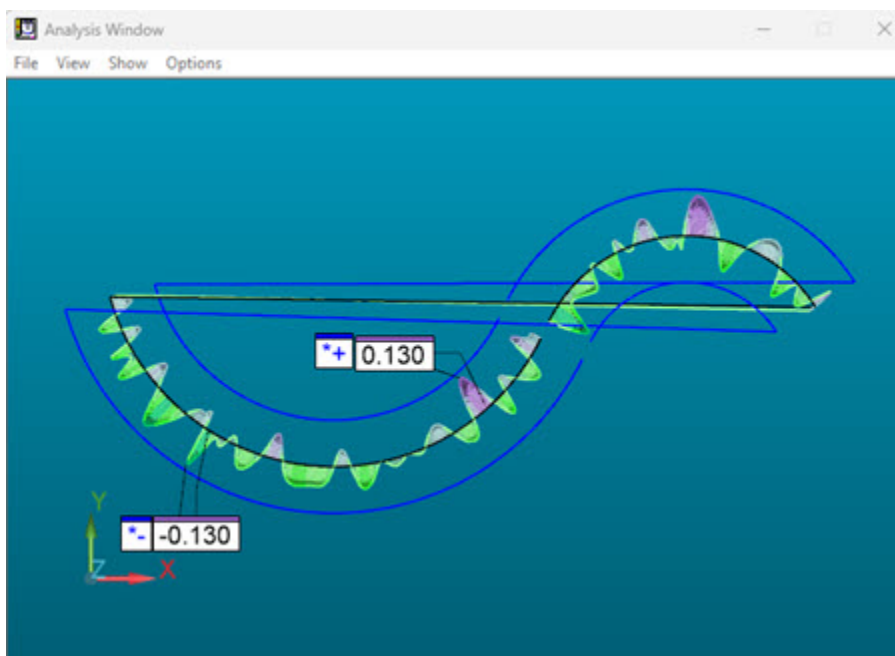 Analysis Window
File View Show Options
*+ 0.130
*- -0.130
Y
Z X